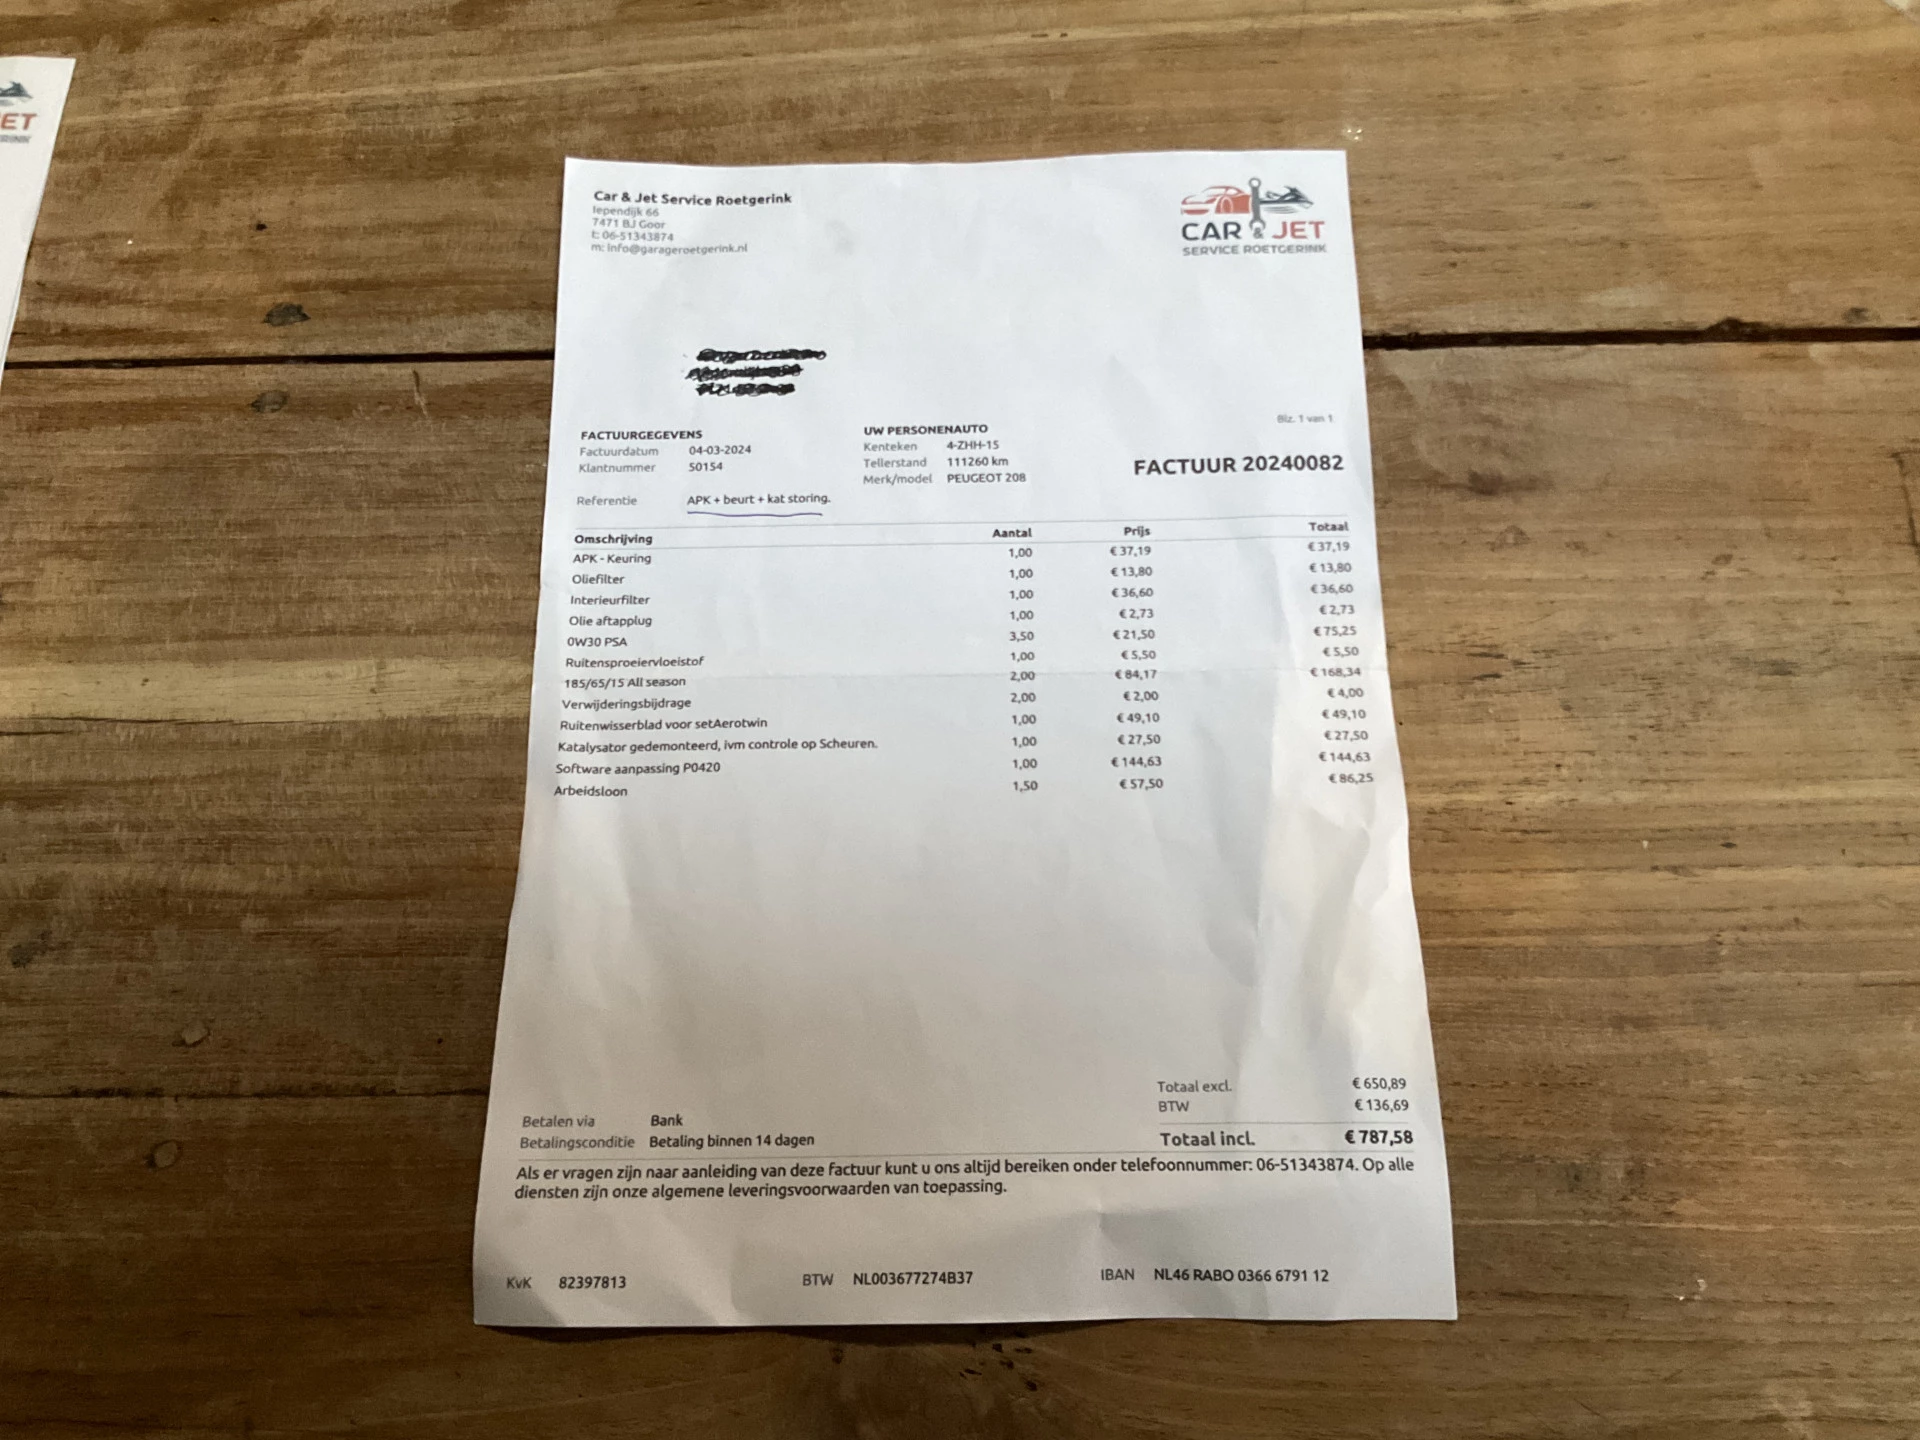 ET
Car & Jet Service Roetgerink
Iependijk 66
7471 BJ Goor
t: 06-51343874
m: info@garageroetgerink.nl
CAR & JET
SERVICE ROETGERINK
Blz. 1 van 1
FACTUURGEGEVENS
Factuurdatum 04-03-2024
Klantnummer 50154
UW PERSONENAUTO
Kenteken 4-ZHH-15
Tellerstand 111260 km
Merk/model PEUGEOT 208
FACTUUR 20240082
Referentie APK + beurt + kat storing.
Omschrijving Aantal Prijs Totaal
APK - Keuring 1,00 € 37,19 € 37,19
Oliefilter 1,00 € 13,80 € 13,80
Interieurfilter 1,00 € 36,60 € 36,60
Olie aftapplug 1,00 € 2,73 € 2,73
0W30 PSA 3,50 € 21,50 € 75,25
Ruitensproeiervloeistof 1,00 € 5,50 € 5,50
185/65/15 All season 2,00 € 84,17 € 168,34
Verwijderingsbijdrage 2,00 € 2,00 € 4,00
Ruitenwisserblad voor setAerotwin 1,00 € 49,10 € 49,10
Katalysator gedemonteerd, ivm controle op Scheuren. 1,00 € 27,50 € 27,50
Software aanpassing P0420 1,00 € 144,63 € 144,63
Arbeidsloon 1,50 € 57,50 € 86,25
Totaal excl. € 650,89
BTW € 136,69
Totaal incl. € 787,58
Betalen via Bank
Betalingsconditie Betaling binnen 14 dagen
Als er vragen zijn naar aanleiding van deze factuur kunt u ons altijd bereiken onder telefoonnummer: 06-51343874. Op alle
diensten zijn onze algemene leveringsvoorwaarden van toepassing.
KvK 82397813 BTW NL003677274B37 IBAN NL46 RABO 0366 6791 12